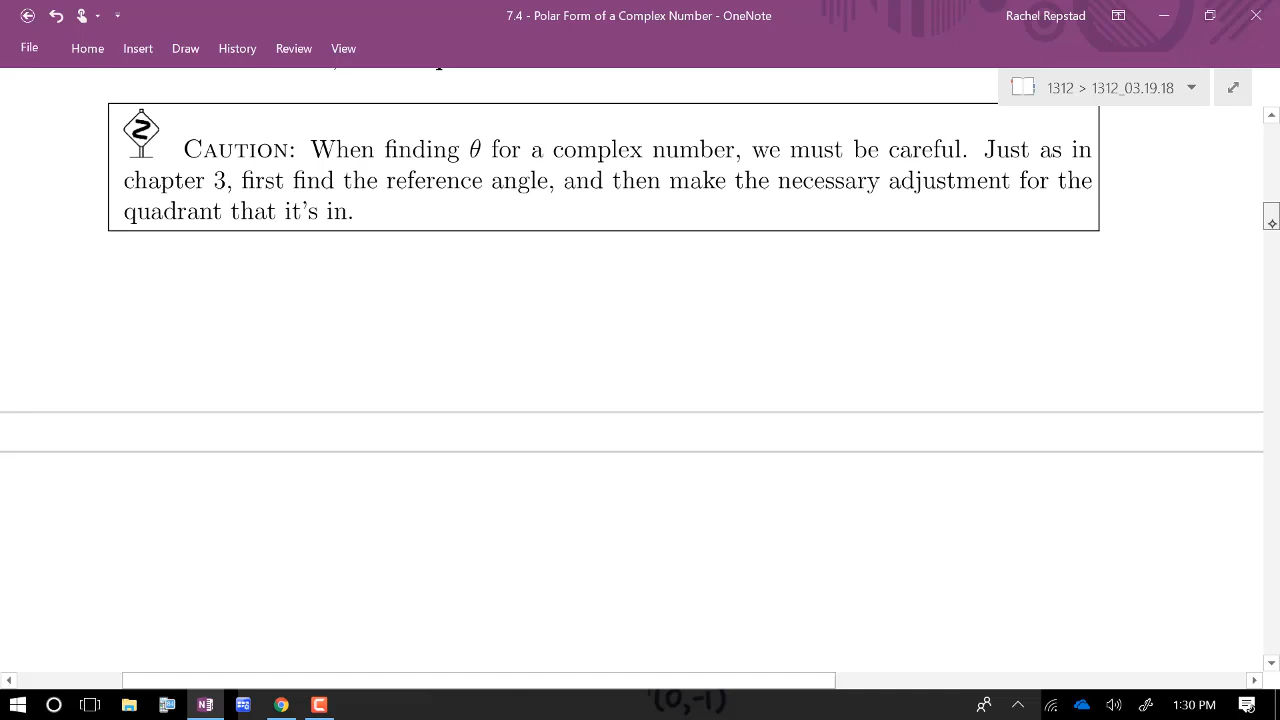 7.4 - Polar Form of a Complex Number - OneNote
Rachel Repstad
File Home Insert Draw History Review View
1312 > 1312_03.19.18
CAUTION: When finding θ for a complex number, we must be careful. Just as in
chapter 3, first find the reference angle, and then make the necessary adjustment for the
quadrant that it's in.
(0,-1)
1:30 PM